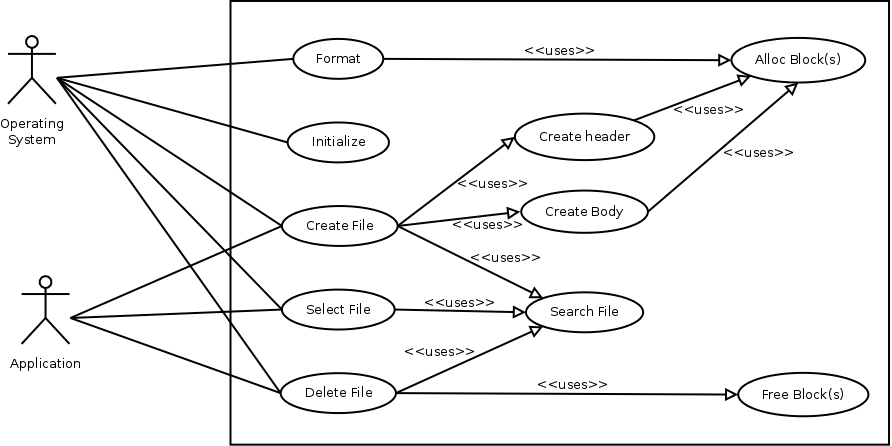 <<uses>>
Format
Alloc Block(s)
<<uses>>
Operating
System
Initialize
Create header
<<uses>>
<<uses>>
Create File
Create Body
<<uses>>
<<uses>>
Select File
<<uses>>
Search File
Application
<<uses>>
Delete File
<<uses>>
Free Block(s)